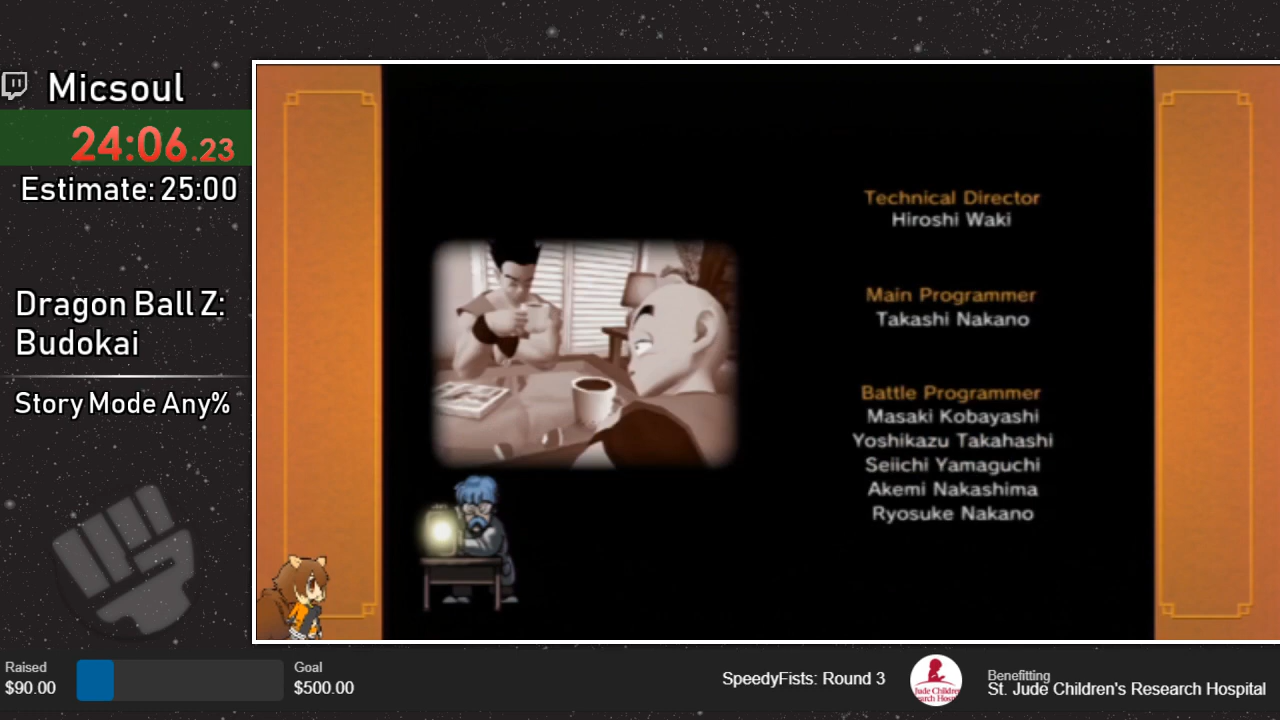 Micsoul
24:06.23
Estimate: 25:00
Dragon Ball Z:
Budokai
Story Mode Any%
Technical Director
Hiroshi Waki
Main Programmer
Takashi Nakano
Battle Programmer
Masaki Kobayashi
Yoshikazu Takahashi
Seiichi Yamaguchi
Akemi Nakashima
Ryosuke Nakano
Raised
$90.00
Goal
$500.00
SpeedyFists: Round 3
Jude Children
Benefitting
St. Jude Children's Research Hospital